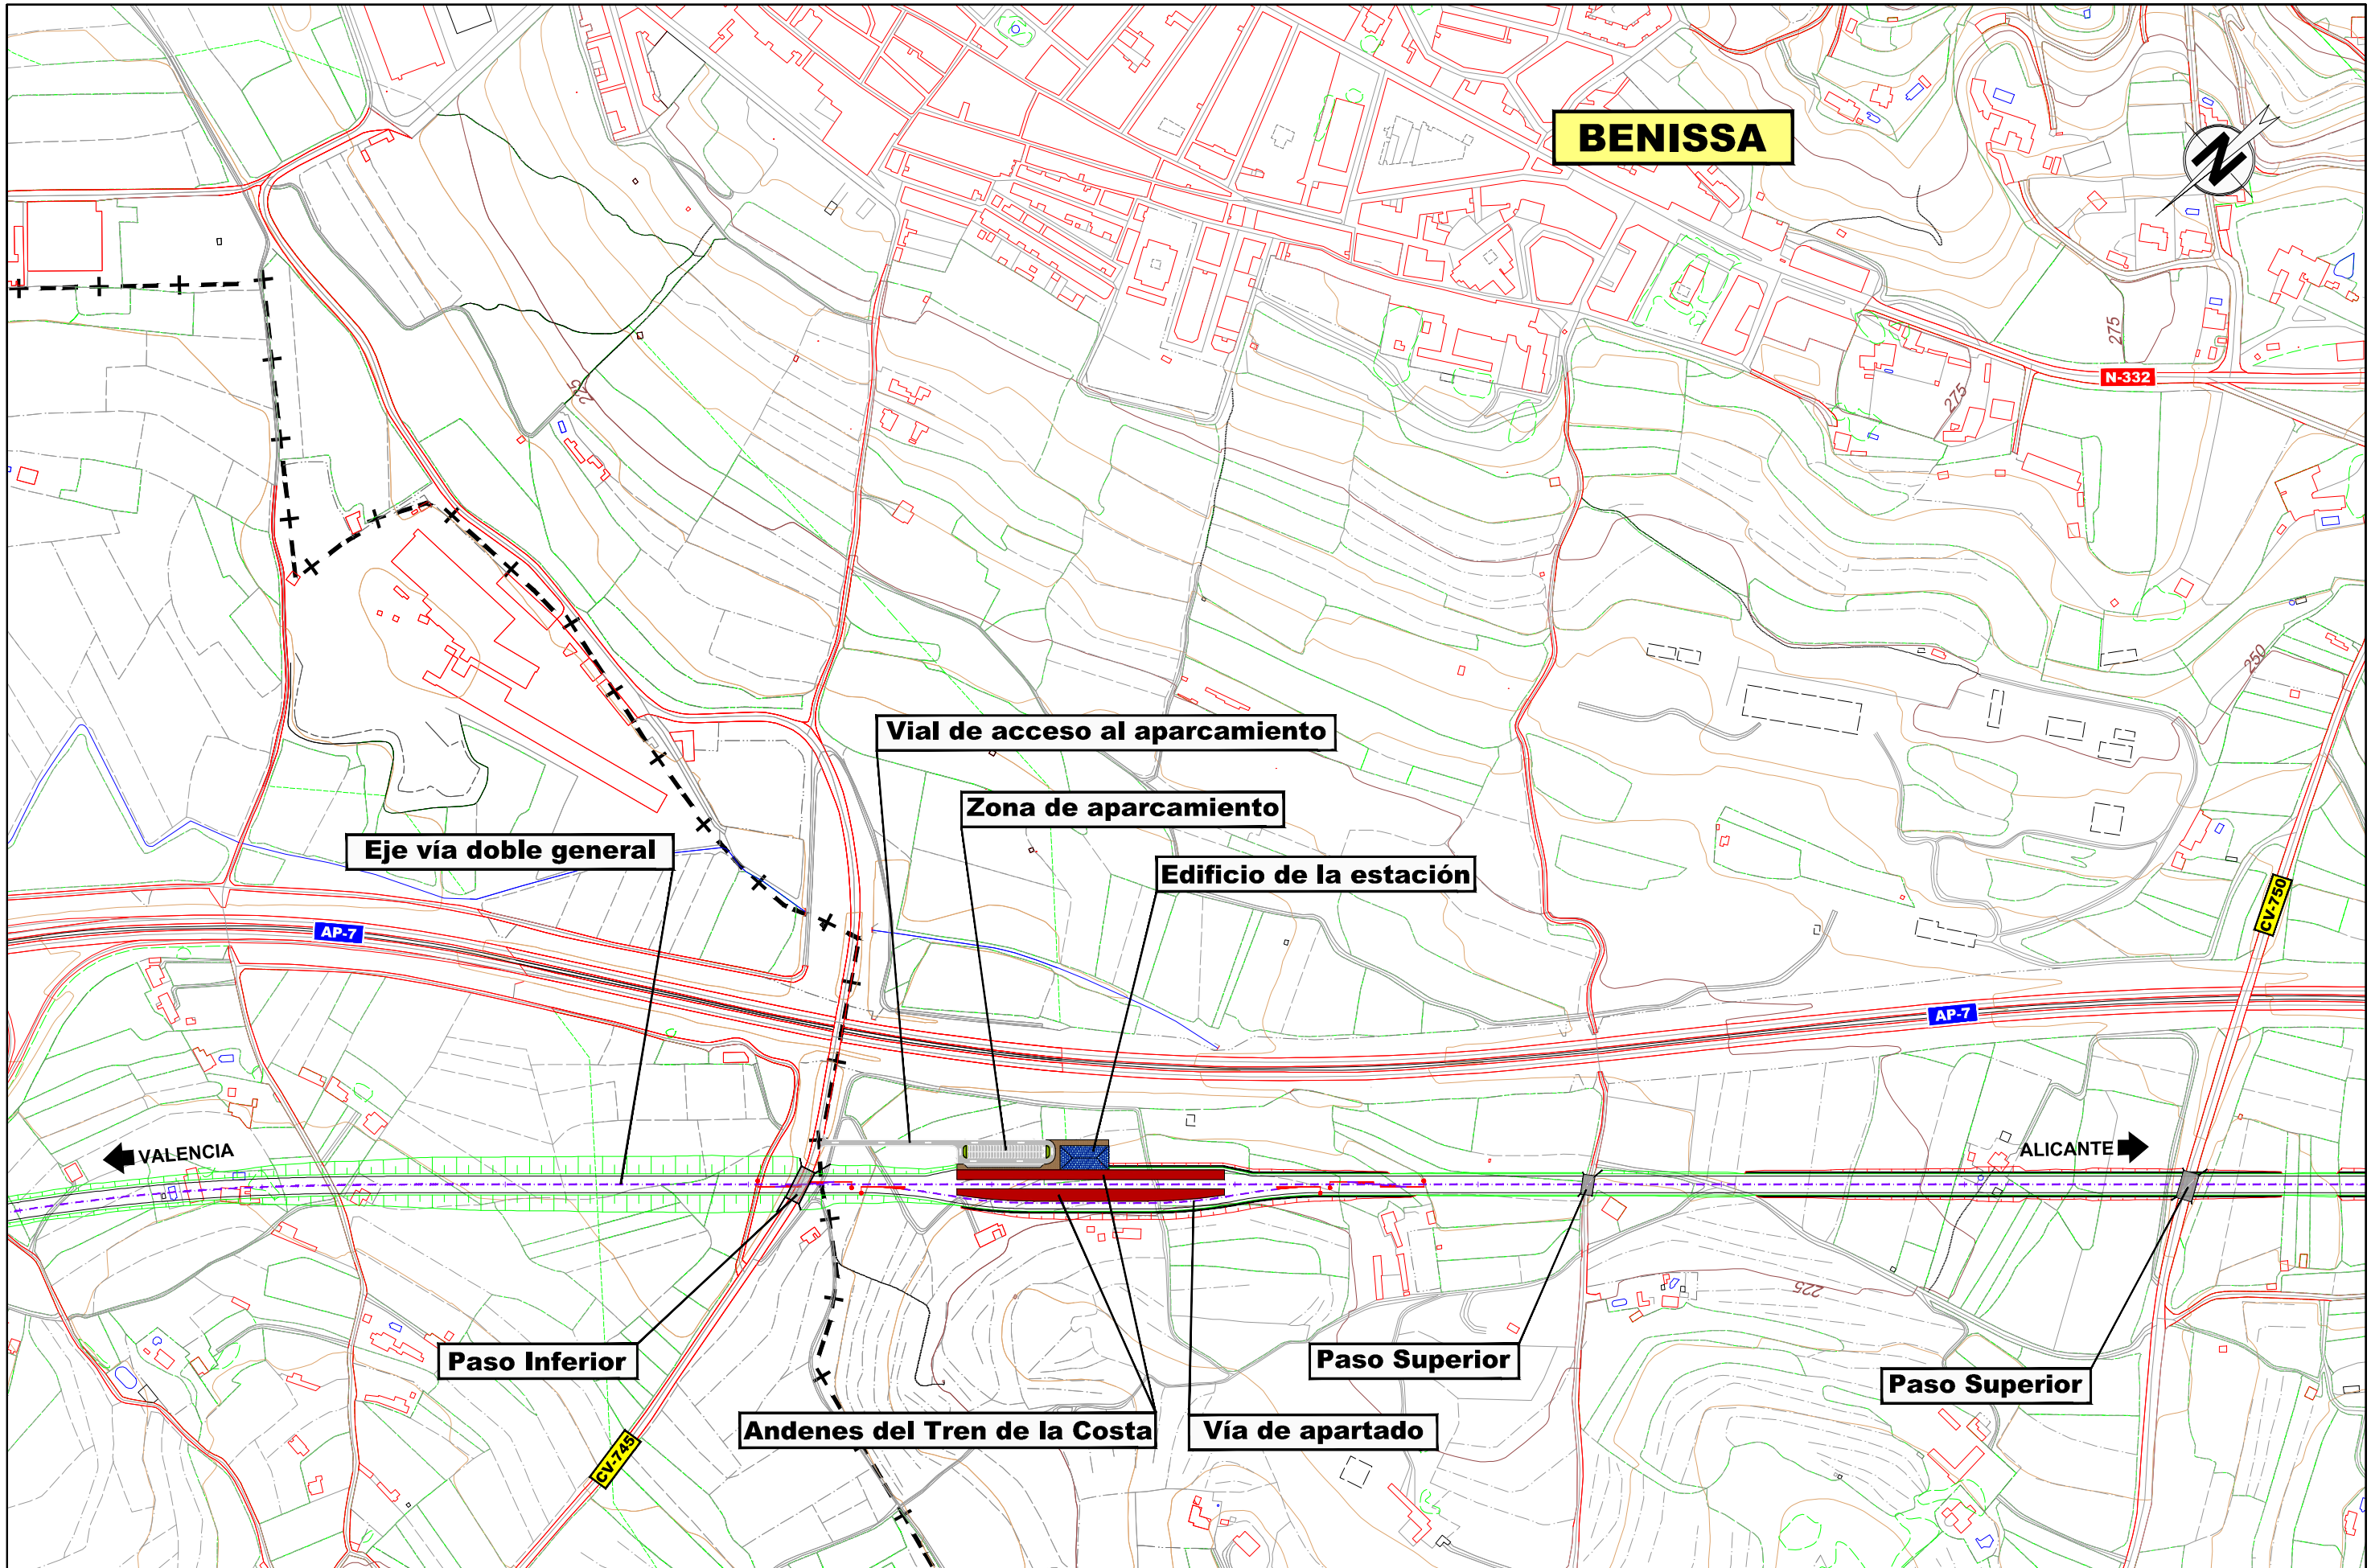 BENISSA
N
275
275
N-332
225
250
Vial de acceso al aparcamiento
Zona de aparcamiento
Eje vía doble general
Edificio de la estación
CV-750
AP-7
AP-7
VALENCIA
ALICANTE
225
Paso Inferior
Paso Superior
Paso Superior
Andenes del Tren de la Costa
Vía de apartado
CV-745